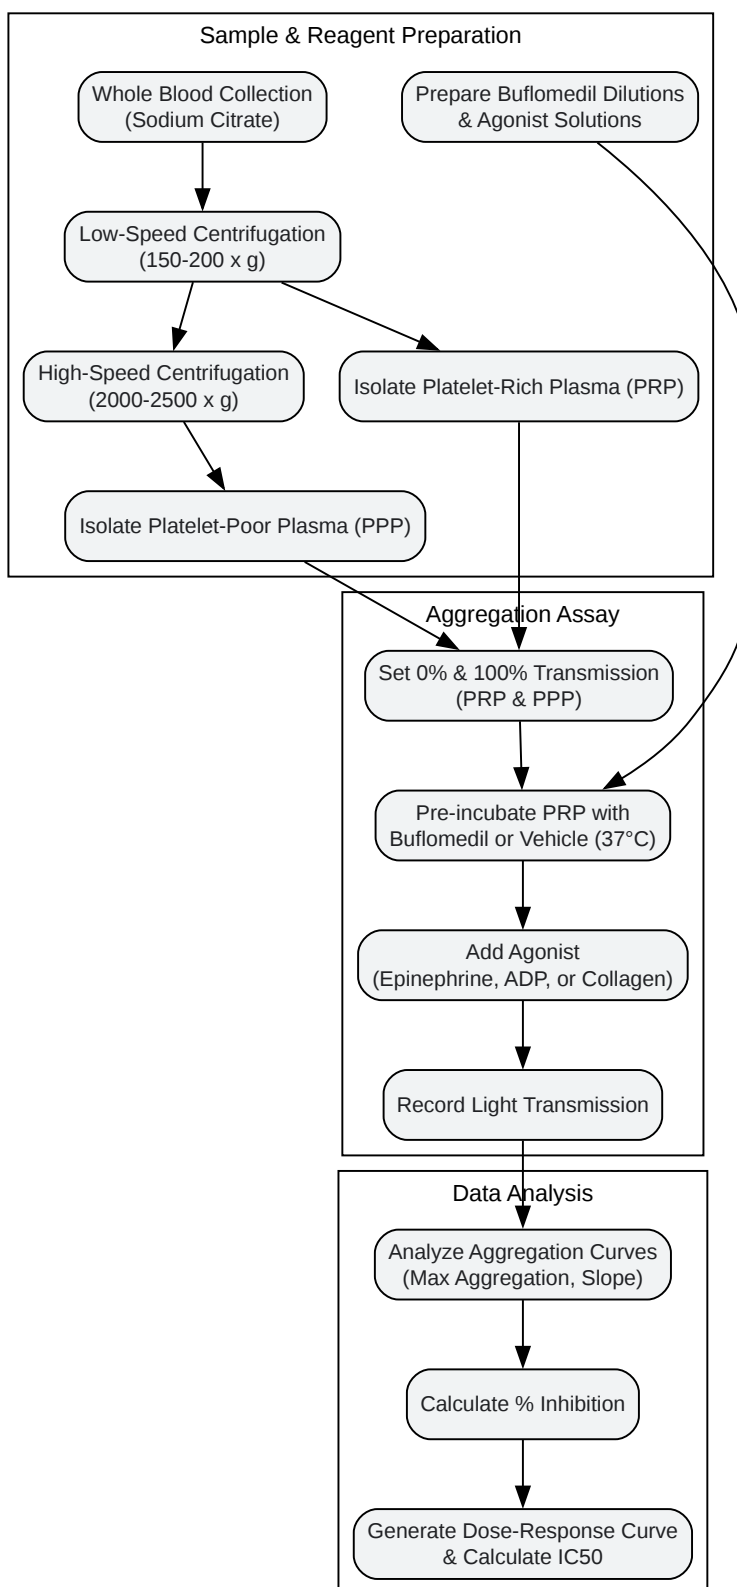 Sample & Reagent Preparation
Whole Blood Collection
(Sodium Citrate)
Prepare Buflomedil Dilutions
& Agonist Solutions
Low-Speed Centrifugation
(150-200 x g)
High-Speed Centrifugation
(2000-2500 x g)
Isolate Platelet-Rich Plasma (PRP)
Isolate Platelet-Poor Plasma (PPP)
Aggregation Assay
Set 0% & 100% Transmission
(PRP & PPP)
Pre-incubate PRP with
Buflomedil or Vehicle (37°C)
Add Agonist
(Epinephrine, ADP, or Collagen)
Record Light Transmission
Data Analysis
Analyze Aggregation Curves
(Max Aggregation, Slope)
Calculate % Inhibition
Generate Dose-Response Curve
& Calculate IC50